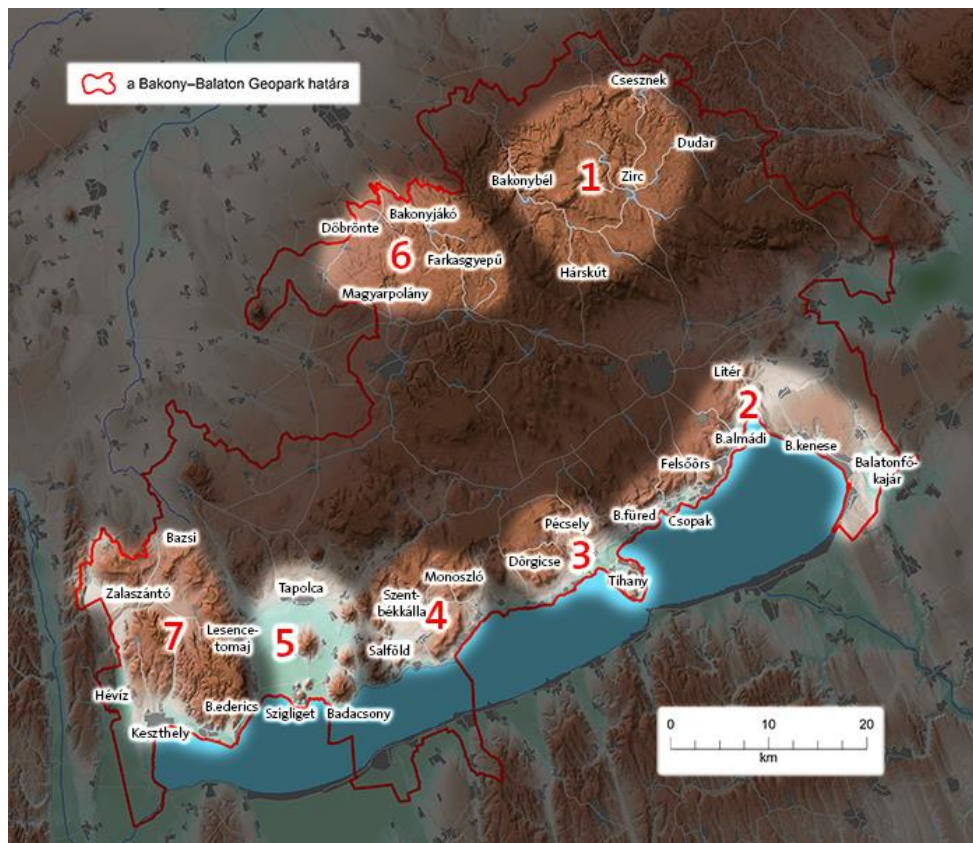 a Bakony–Balaton Geopark határa
Csesznek
Dudar
Bakonybél
1
Zirc
Hárskút
Bakonyjákó
Döbrönte
6
Farkasgyepű
Magyarpolány
Litér
2
B.almádi
B.kenese
Felsőörs
Balatonfő-
kajár
B.füred
Csopak
Pécsely
3
Dörgicse
Tihany
Monoszló
Szent-
békkálla
4
Salföld
Tapolca
5
Szigliget
Badacsony
Bazsi
Zalaszántó
7
Lesence-
tomaj
Hévíz
B.ederics
Keszthely
0 10 20
km